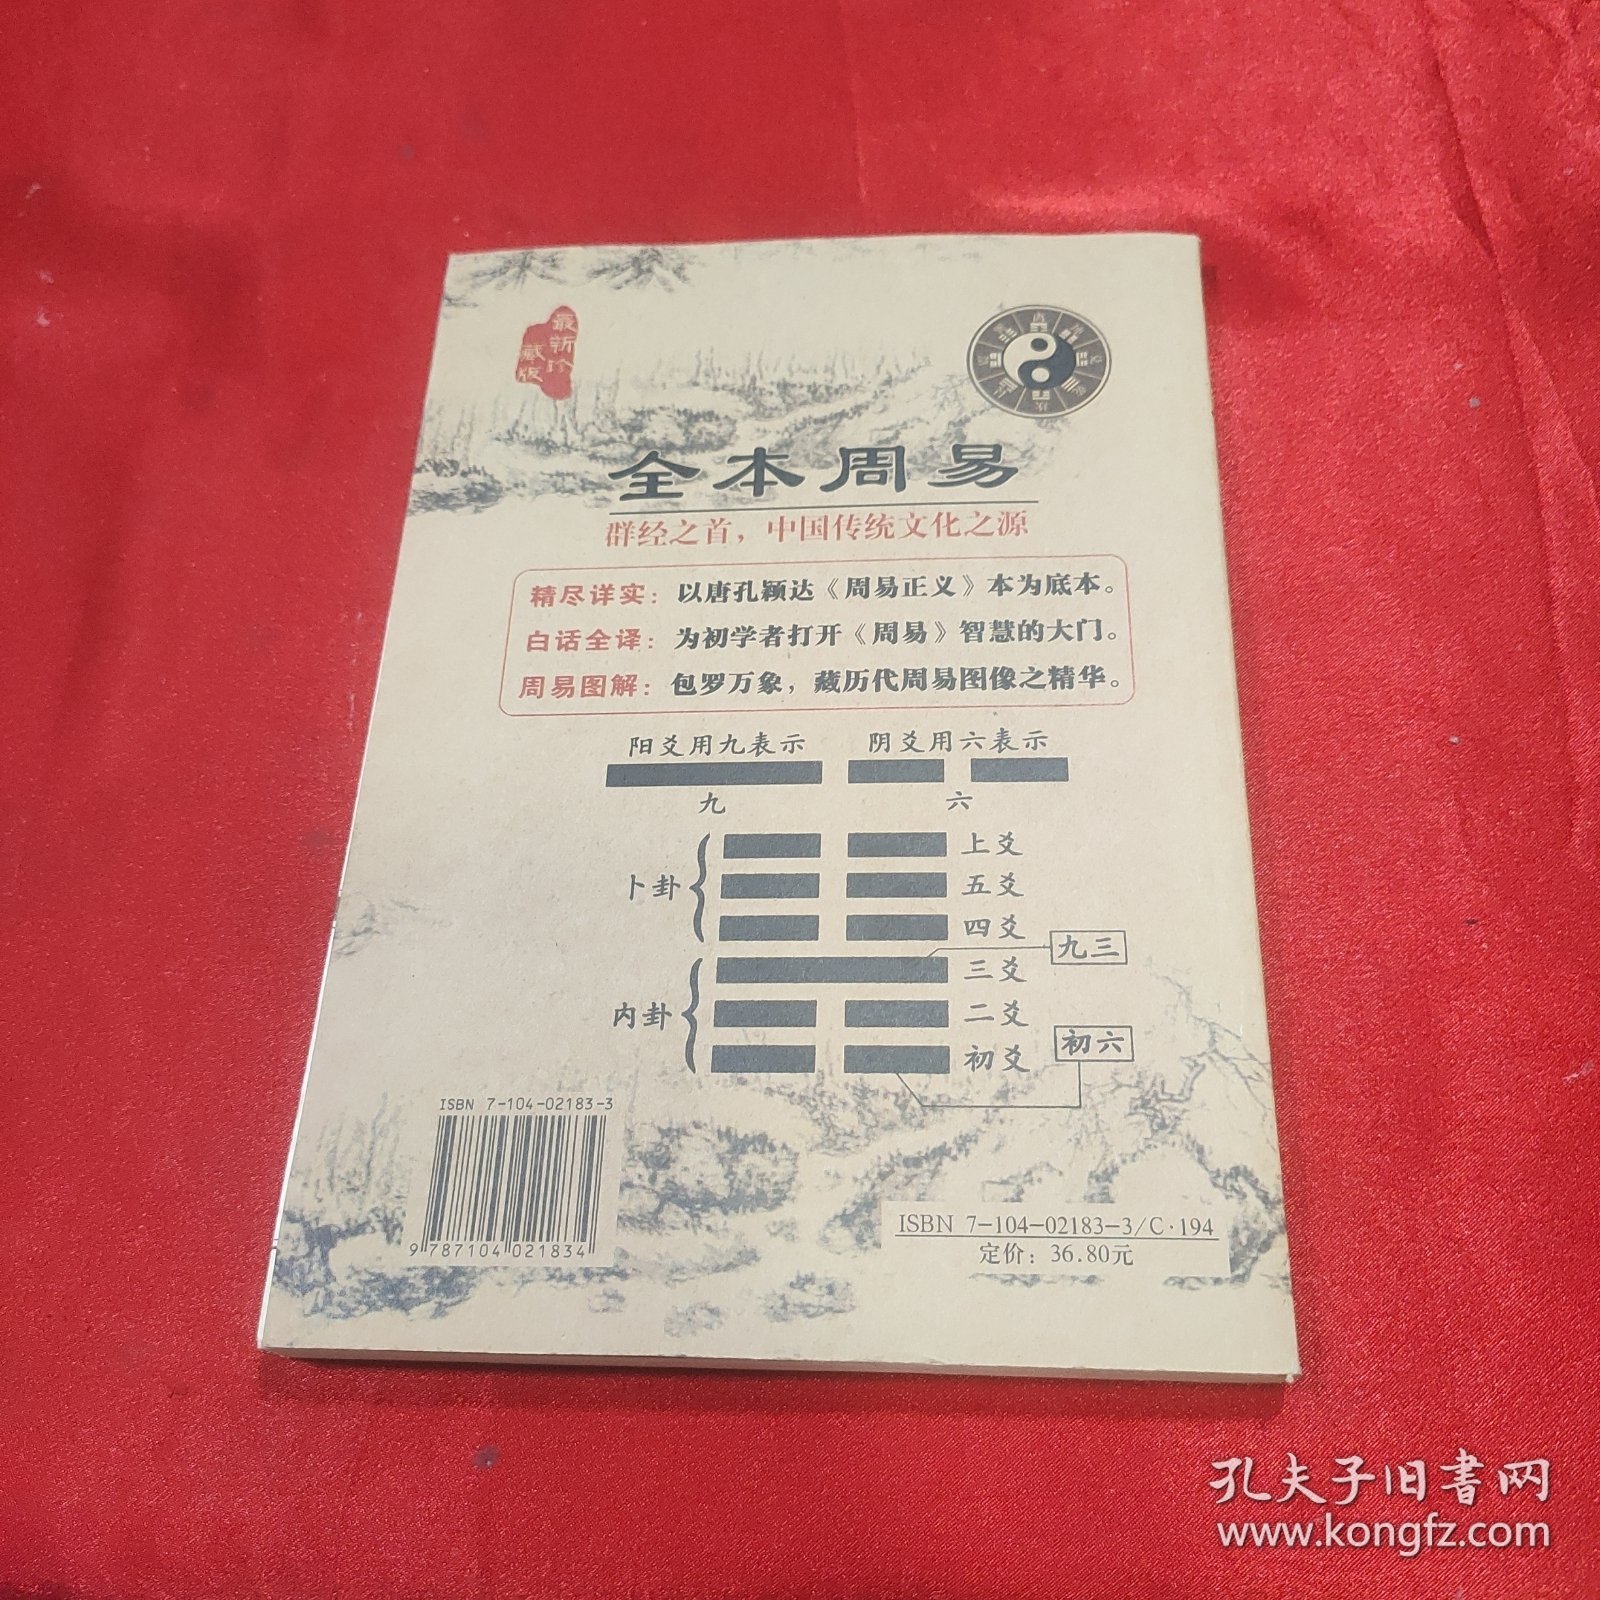 最新珍
藏版
全本周易
群经之首，中国传统文化之源
精尽详实：以唐孔颖达《周易正义》本为底本。
白话全译：为初学者打开《周易》智慧的大门。
周易图解：包罗万象，藏历代周易图像之精华。
阳爻用九表示 阴爻用六表示
九 六
上爻
卜卦 五爻
四爻
九三
三爻
内卦 二爻
初六
初爻
ISBN 7-104-02183-3
9 787104 021834
ISBN 7-104-02183-3/C·194
定价：36.80元
孔夫子旧书网
www.kongfz.com